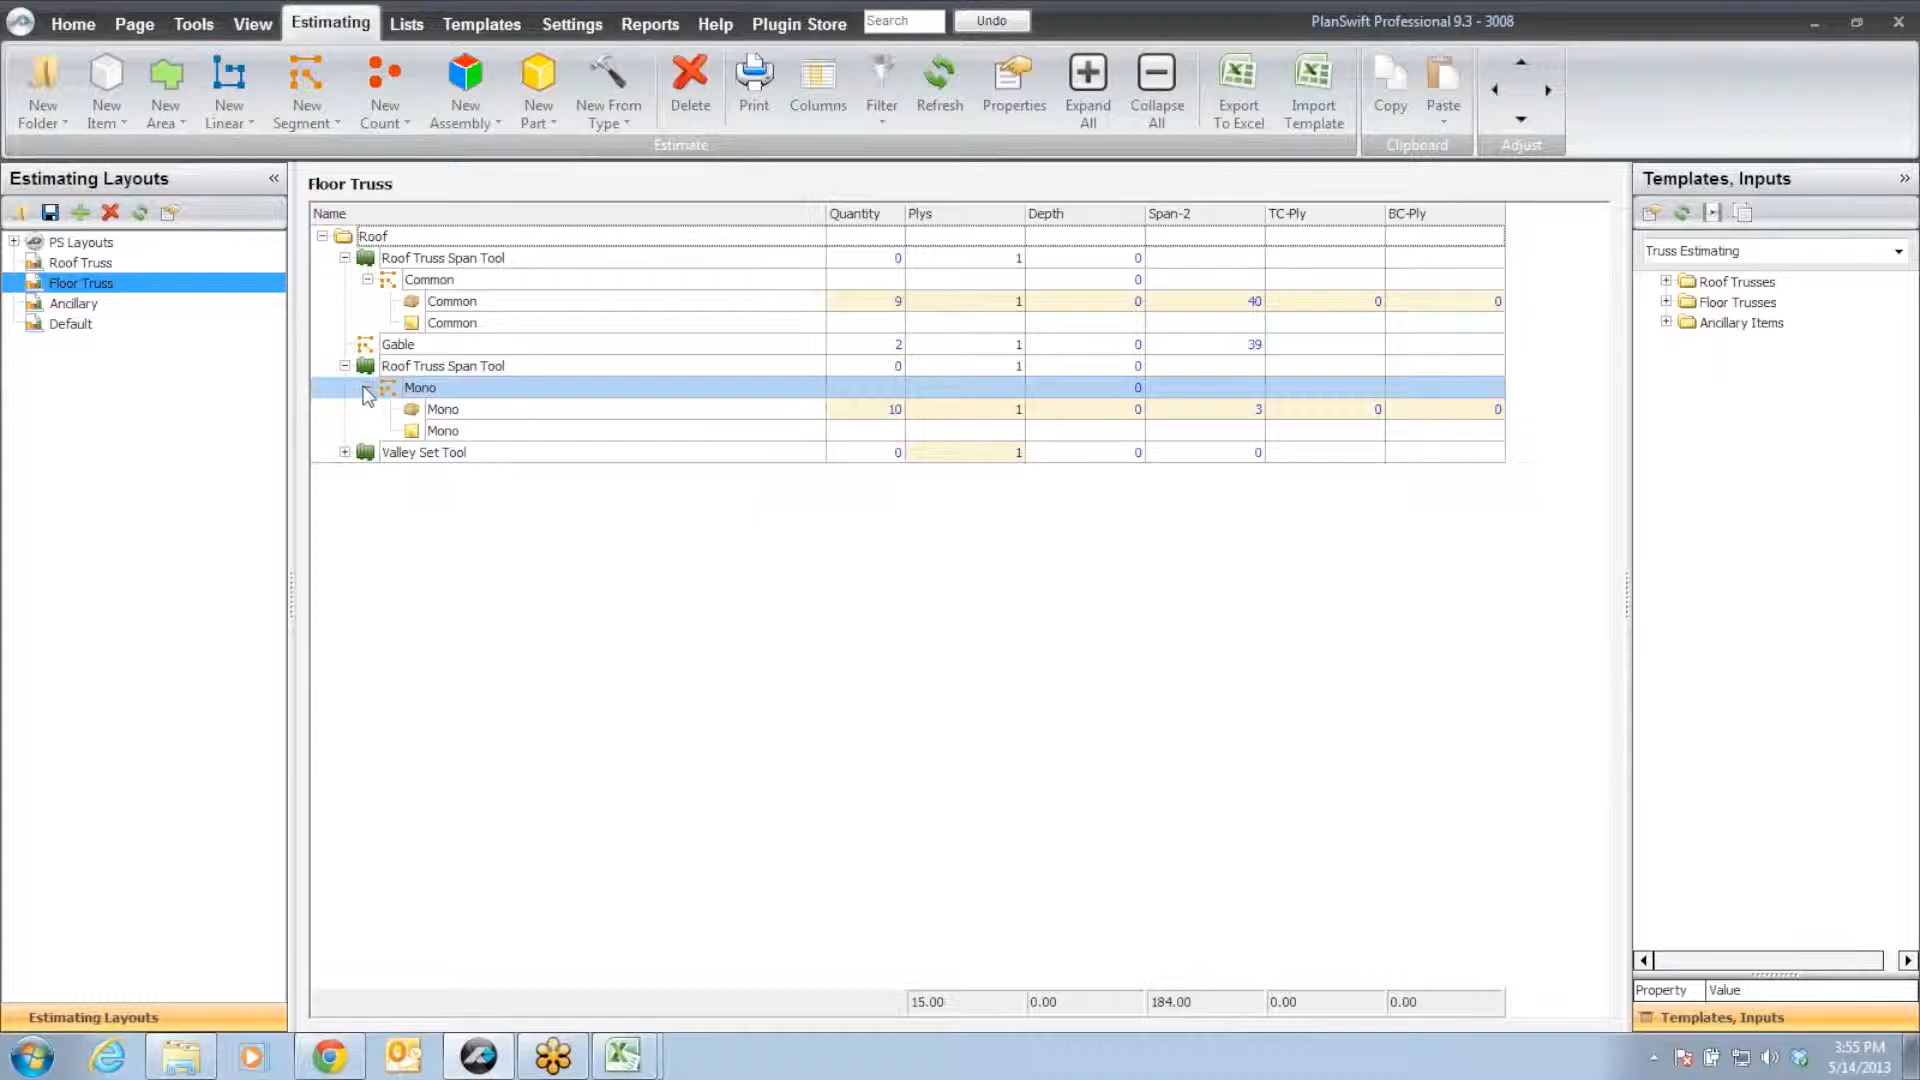 Home Page Tools View Estimating Lists Templates Settings Reports Help Plugin Store Search Undo PlanSwift Professional 9.3 - 3008
New Folder New Item New Area New Linear New Segment New Count New Assembly New Part New From Type Delete Print Columns Filter Refresh Properties Expand All Collapse All Export To Excel Import Template Copy Paste
Estimate Clipboard Adjust
Estimating Layouts «
PS Layouts
Roof Truss
Floor Truss
Ancillary
Default
Estimating Layouts
Floor Truss
Name Quantity Plys Depth Span-2 TC-Ply BC-Ply
Roof
Roof Truss Span Tool 0 1 0
Common 0
Common 9 1 0 40 0 0
Common
Gable 2 1 0 39
Roof Truss Span Tool 0 1 0
Mono 0
Mono 10 1 0 3 0 0
Mono
Valley Set Tool 0 1 0 0
15.00 0.00 184.00 0.00 0.00
Templates, Inputs »
Truss Estimating
Roof Trusses
Floor Trusses
Ancillary Items
Property Value
Templates, Inputs
3:55 PM
5/14/2013